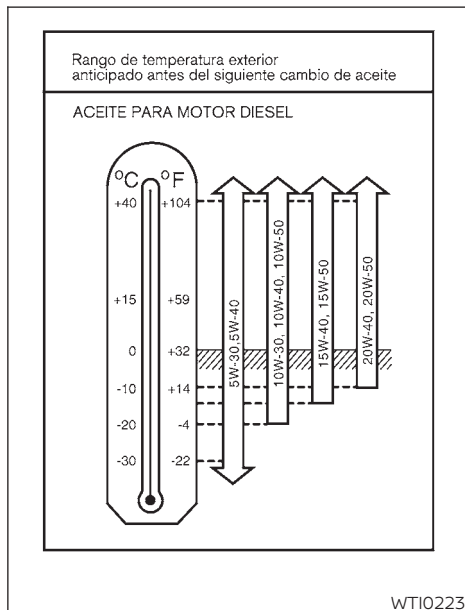 Rango de temperatura exterior
anticipado antes del siguiente cambio de aceite
ACEITE PARA MOTOR DIESEL
°C °F
+40 +104
+15 +59
0 +32
-10 +14
-20 -4
-30 -22
5W-30,5W-40
10W-30, 10W-40, 10W-50
15W-40, 15W-50
20W-40, 20W-50
WTI0223